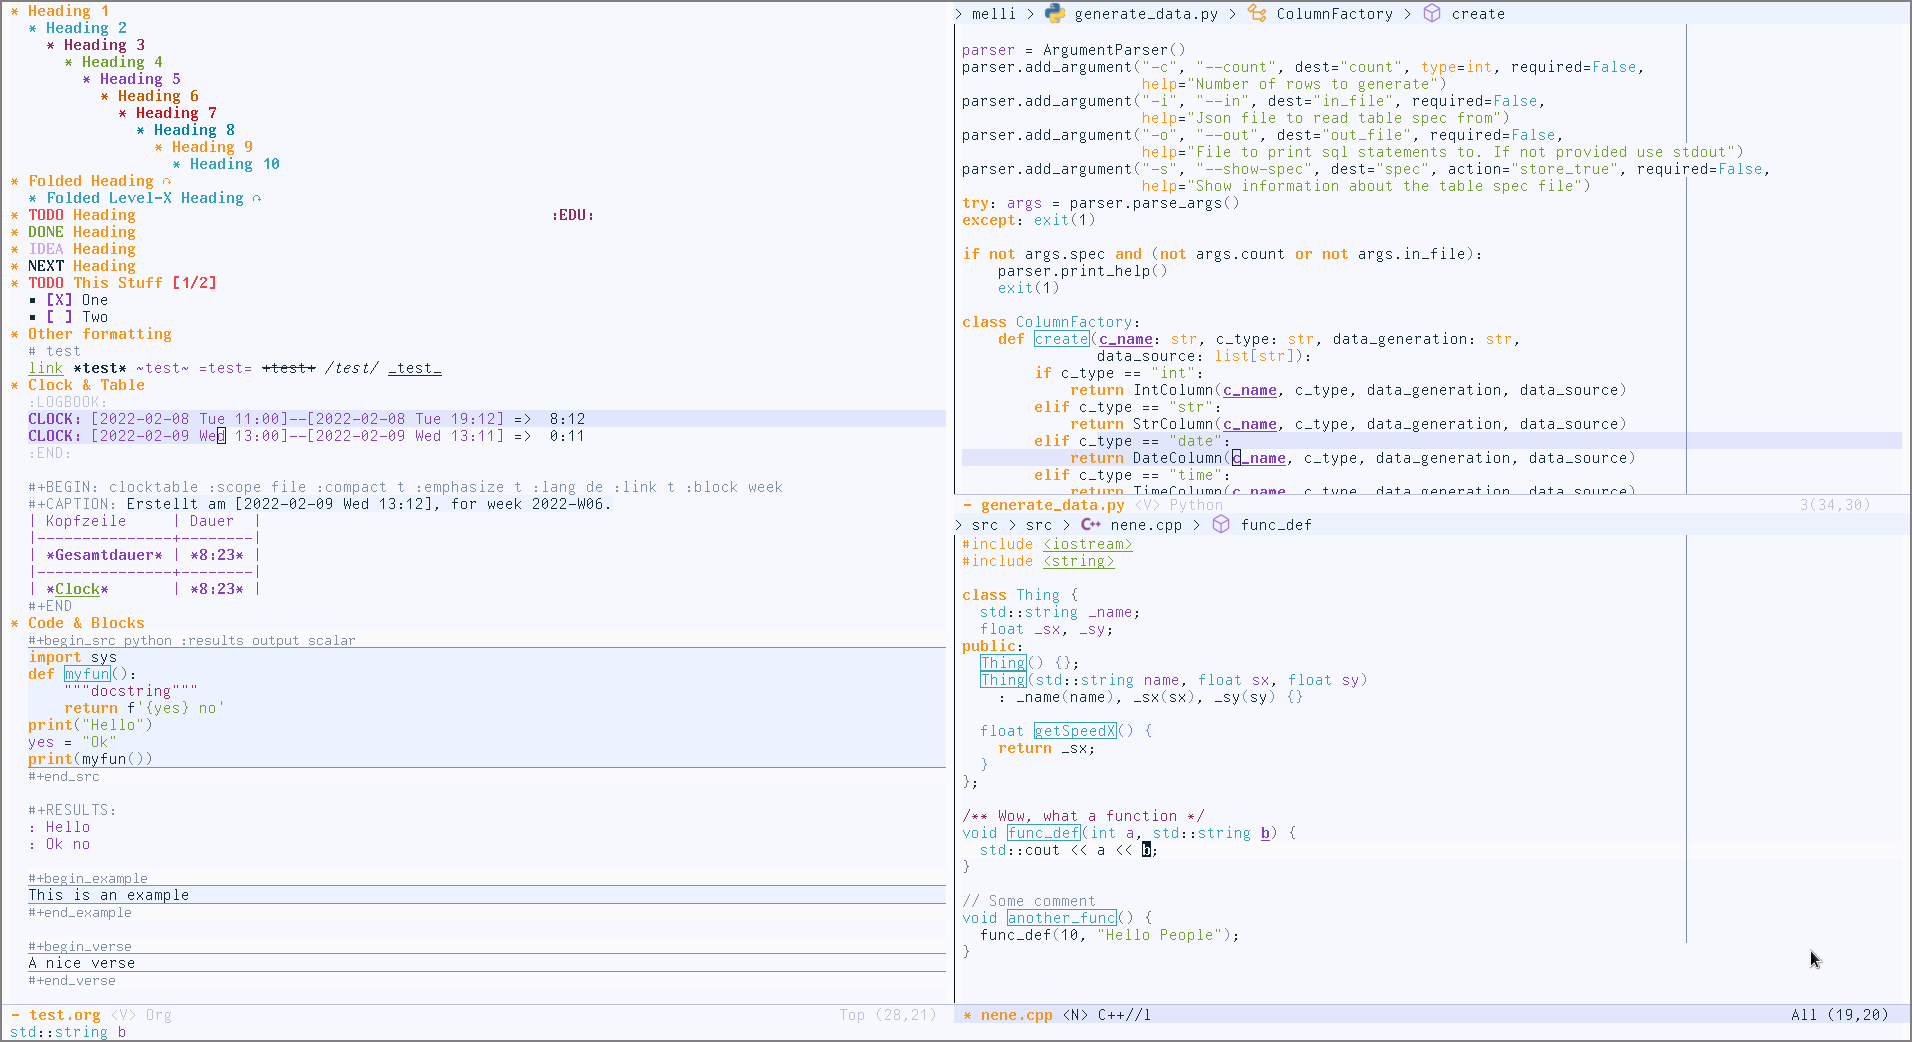 * Heading 1
* Heading 2
* Heading 3
* Heading 4
* Heading 5
* Heading 6
* Heading 7
* Heading 8
* Heading 9
* Heading 10
* Folded Heading ↷
* Folded Level-X Heading ↷
* TODO Heading :EDU:
* DONE Heading
* IDEA Heading
* NEXT Heading
* TODO This Stuff [1/2]
▪ [X] One
▪ [ ] Two
* Other formatting
# test
link *test* ~test~ =test= +test+ /test/ _test_
* Clock & Table
:LOGBOOK:
CLOCK: [2022-02-08 Tue 11:00]--[2022-02-08 Tue 19:12] =>  8:12
CLOCK: [2022-02-09 Wed 13:00]--[2022-02-09 Wed 13:11] =>  0:11
:END:
#+BEGIN: clocktable :scope file :compact t :emphasize t :lang de :link t :block week
#+CAPTION: Erstellt am [2022-02-09 Wed 13:12], for week 2022-W06.
| Kopfzeile     | Dauer  |
|---------------+--------|
| *Gesamtdauer* | *8:23* |
|---------------+--------|
| *Clock*       | *8:23* |
#+END
* Code & Blocks
#+begin_src python :results output scalar
import sys
def myfun():
    """docstring"""
    return f'{yes} no'
print("Hello")
yes = "Ok"
print(myfun())
#+end_src
#+RESULTS:
: Hello
: Ok no
#+begin_example
This is an example
#+end_example
#+begin_verse
A nice verse
#+end_verse
- test.org <V> Org Top (28,21)
std::string b
> melli > generate_data.py > ColumnFactory > create
parser = ArgumentParser()
parser.add_argument("-c", "--count", dest="count", type=int, required=False,
                    help="Number of rows to generate")
parser.add_argument("-i", "--in", dest="in_file", required=False,
                    help="Json file to read table spec from")
parser.add_argument("-o", "--out", dest="out_file", required=False,
                    help="File to print sql statements to. If not provided use stdout")
parser.add_argument("-s", "--show-spec", dest="spec", action="store_true", required=False,
                    help="Show information about the table spec file")
try: args = parser.parse_args()
except: exit(1)
if not args.spec and (not args.count or not args.in_file):
    parser.print_help()
    exit(1)
class ColumnFactory:
    def create(c_name: str, c_type: str, data_generation: str,
               data_source: list[str]):
        if c_type == "int":
            return IntColumn(c_name, c_type, data_generation, data_source)
        elif c_type == "str":
            return StrColumn(c_name, c_type, data_generation, data_source)
        elif c_type == "date":
            return DateColumn(c_name, c_type, data_generation, data_source)
        elif c_type == "time":
            return TimeColumn(c_name, c_type, data_generation, data_source)
- generate_data.py <V> Python 3(34,30)
> src > src > C++ nene.cpp > func_def
#include <iostream>
#include <string>
class Thing {
  std::string _name;
  float _sx, _sy;
public:
  Thing() {};
  Thing(std::string name, float sx, float sy)
    : _name(name), _sx(sx), _sy(sy) {}
  float getSpeedX() {
    return _sx;
  }
};
/** Wow, what a function */
void func_def(int a, std::string b) {
  std::cout << a << b;
}
// Some comment
void another_func() {
  func_def(10, "Hello People");
}
* nene.cpp <N> C++//l All (19,20)